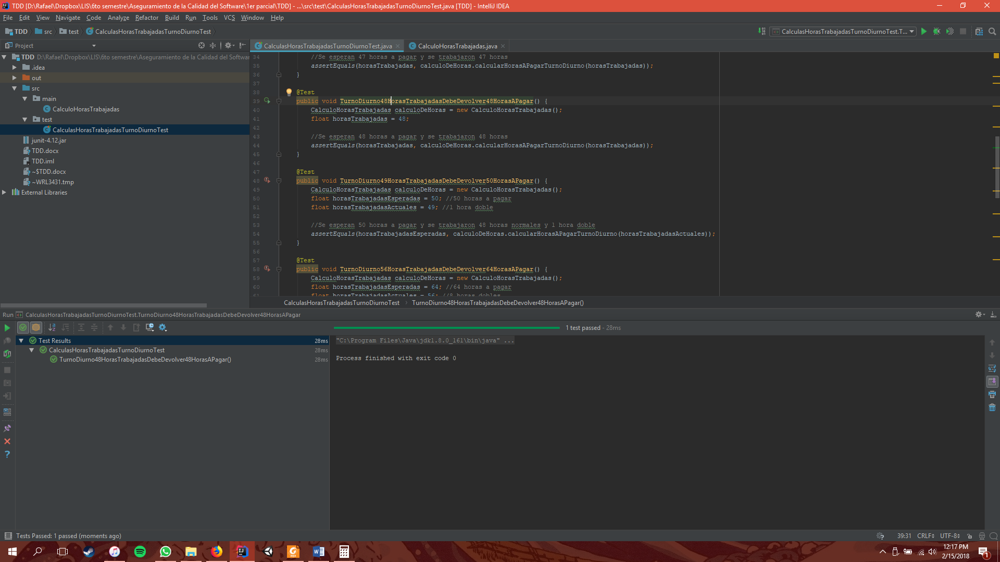 TDD [D:\Rafael\Dropbox\LIS\6to semestre\Aseguramiento de la Calidad del Software\1er parcial\TDD] - ...\src\test\CalculasHorasTrabajadasTurnoDiurnoTest.java [TDD] - IntelliJ IDEA
File Edit View Navigate Code Analyze Refactor Build Run Tools VCS Window Help
TDD src test CalculasHorasTrabajadasTurnoDiurnoTest
CalculasHorasTrabajadasTurnoDiurnoTest.T...
Project
TDD D:\Rafael\Dropbox\LIS\6to semestre\Aseguramiento de la Calidad del Softwar
.idea
out
src
main
CalculoHorasTrabajadas
test
CalculasHorasTrabajadasTurnoDiurnoTest
junit-4.12.jar
TDD.docx
TDD.iml
~$TDD.docx
~WRL3431.tmp
External Libraries
CalculasHorasTrabajadasTurnoDiurnoTest.java CalculoHorasTrabajadas.java
34 //Se esperan 47 horas a pagar y se trabajaron 47 horas
35 assertEquals(horasTrabajadas, calculoDeHoras.calcularHorasAPagarTurnoDiurno(horasTrabajadas));
36 }
37
38 @Test
39 public void TurnoDiurno48HorasTrabajadasDebeDevolver48HorasAPagar() {
40 CalculoHorasTrabajadas calculoDeHoras = new CalculoHorasTrabajadas();
41 float horasTrabajadas = 48;
42
43 //Se esperan 48 horas a pagar y se trabajaron 48 horas
44 assertEquals(horasTrabajadas, calculoDeHoras.calcularHorasAPagarTurnoDiurno(horasTrabajadas));
45 }
46
47 @Test
48 public void TurnoDiurno49HorasTrabajadasDebeDevolver50HorasAPagar() {
49 CalculoHorasTrabajadas calculoDeHoras = new CalculoHorasTrabajadas();
50 float horasTrabajadasEsperadas = 50; //50 horas a pagar
51 float horasTrabajadasActuales = 49; //1 hora doble
52
53 //Se esperan 50 horas a pagar y se trabajaron 48 horas normales y 1 hora doble
54 assertEquals(horasTrabajadasEsperadas, calculoDeHoras.calcularHorasAPagarTurnoDiurno(horasTrabajadasActuales));
55 }
56
57 @Test
58 public void TurnoDiurno56HorasTrabajadasDebeDevolver64HorasAPagar() {
59 CalculoHorasTrabajadas calculoDeHoras = new CalculoHorasTrabajadas();
60 float horasTrabajadasEsperadas = 64; //64 horas a pagar
61 float horasTrabajadasActuales = 56; //8 horas dobles
CalculasHorasTrabajadasTurnoDiurnoTest TurnoDiurno48HorasTrabajadasDebeDevolver48HorasAPagar()
Run CalculasHorasTrabajadasTurnoDiurnoTest.TurnoDiurno48HorasTrabajadasDebeDevolver48HorasAPagar
1 test passed - 28ms
Test Results 28ms
CalculasHorasTrabajadasTurnoDiurnoTest 28ms
TurnoDiurno48HorasTrabajadasDebeDevolver48HorasAPagar() 28ms
"C:\Program Files\Java\jdk1.8.0_161\bin\java" ...
Process finished with exit code 0
Tests Passed: 1 passed (moments ago)
39:31 CRLF UTF-8
12:17 PM
2/15/2018
1